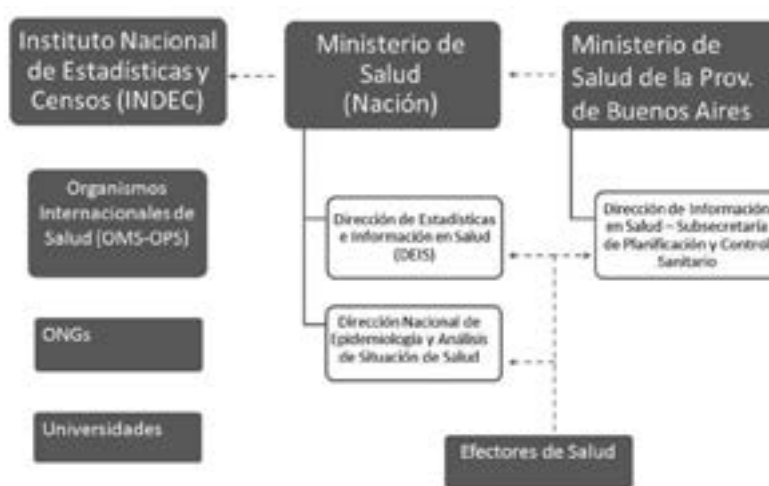 Instituto Nacional
de Estadísticas y
Censos (INDEC)
Ministerio de
Salud
(Nación)
Ministerio de
Salud de la Prov.
de Buenos Aires
Organismos
Internacionales de
Salud (OMS-OPS)
Dirección de Estadísticas
e Información en Salud
(DEIS)
Dirección de Información
en Salud – Subsecretaría
de Planificación y Control
Sanitario
ONGs
Dirección Nacional de
Epidemiología y Análisis
de Situación de Salud
Universidades
Efectores de Salud